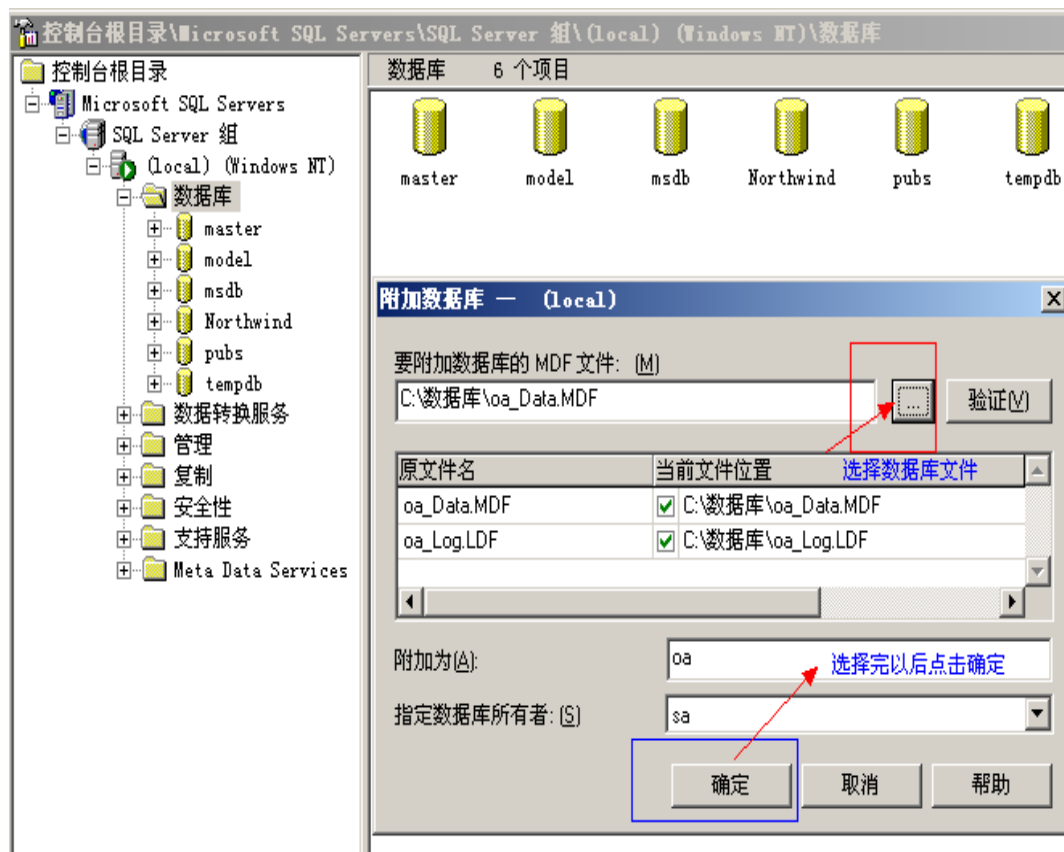 控制台根目录\Microsoft SQL Servers\SQL Server 组\(local) (Windows NT)\数据库
控制台根目录
Microsoft SQL Servers
SQL Server 组
(local) (Windows NT)
数据库
master
model
msdb
Northwind
pubs
tempdb
数据转换服务
管理
复制
安全性
支持服务
Meta Data Services
数据库 6 个项目
master model msdb Northwind pubs tempdb
附加数据库 — (local)
要附加数据库的 MDF 文件: (M)
C:\数据库\oa_Data.MDF ... 验证(V)
原文件名 当前文件位置 选择数据库文件
oa_Data.MDF C:\数据库\oa_Data.MDF
oa_Log.LDF C:\数据库\oa_Log.LDF
附加为(A): oa 选择完以后点击确定
指定数据库所有者: (S) sa
确定 取消 帮助